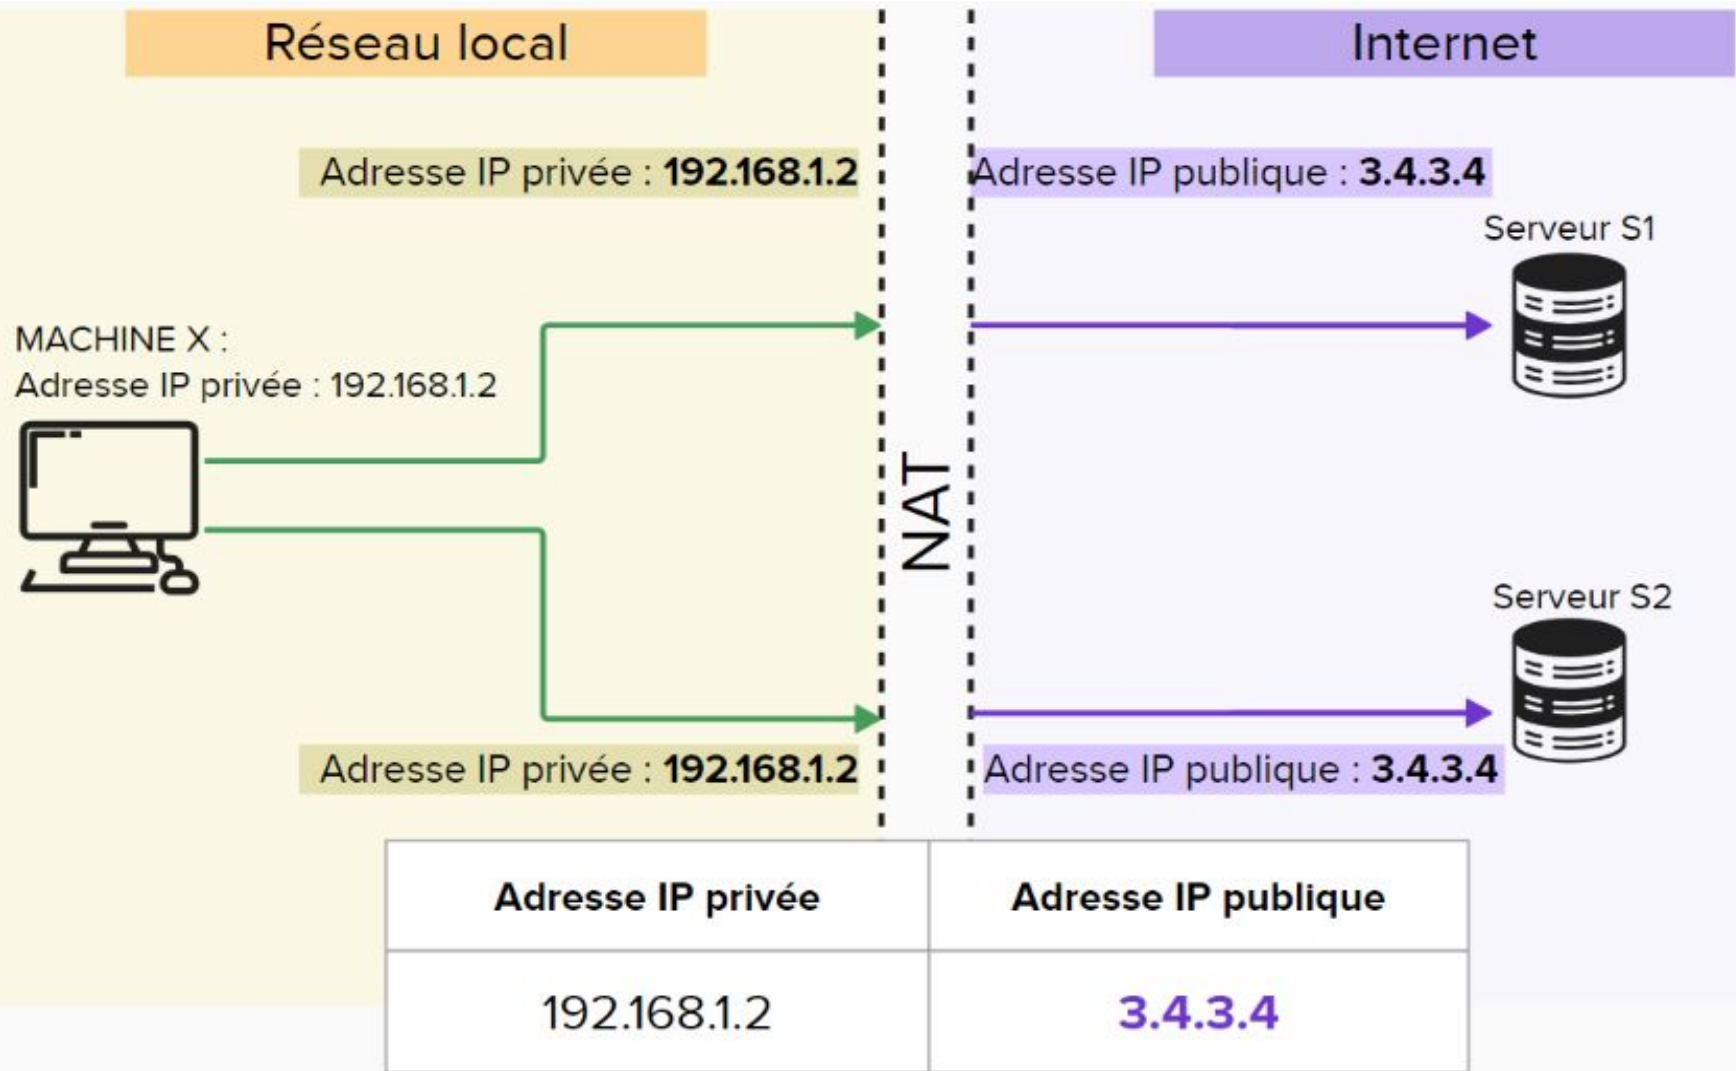 Réseau local
Internet
Adresse IP privée : 192.168.1.2
Adresse IP publique : 3.4.3.4
Serveur S1
MACHINE X :
Adresse IP privée : 192.168.1.2
NAT
Serveur S2
Adresse IP privée : 192.168.1.2
Adresse IP publique : 3.4.3.4
Adresse IP privée
Adresse IP publique
192.168.1.2
3.4.3.4